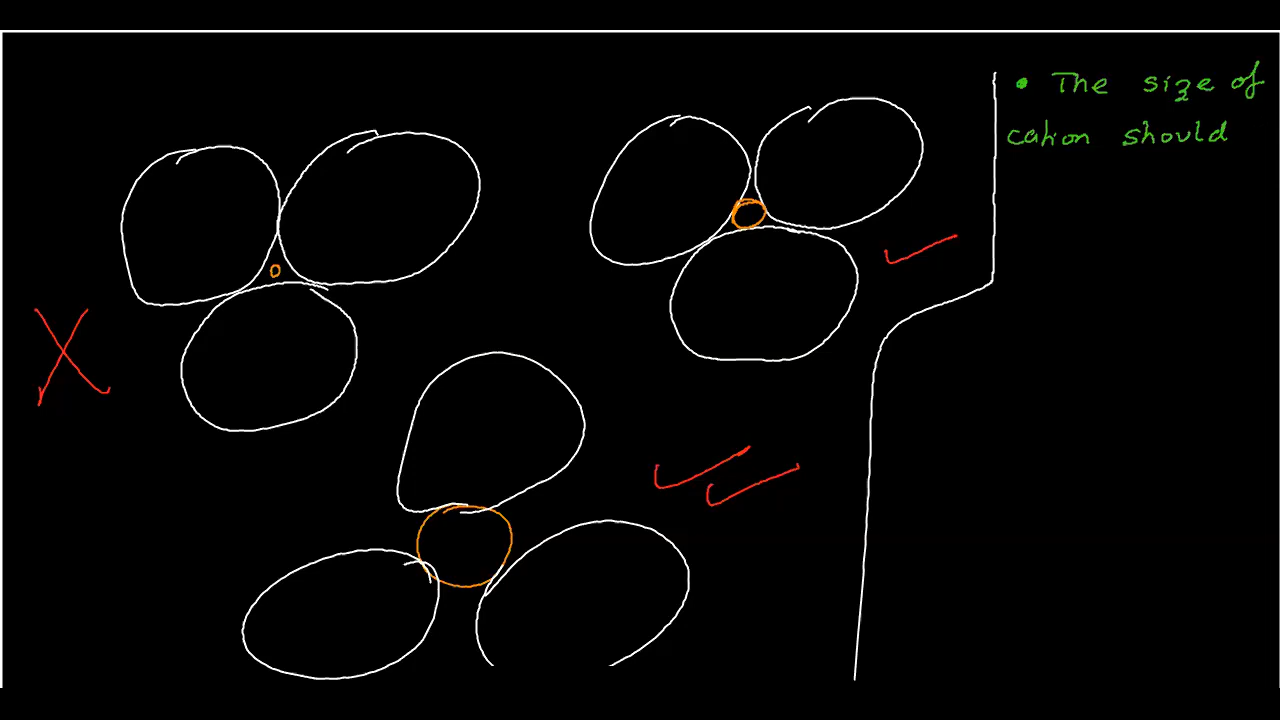 • The size of
cation should